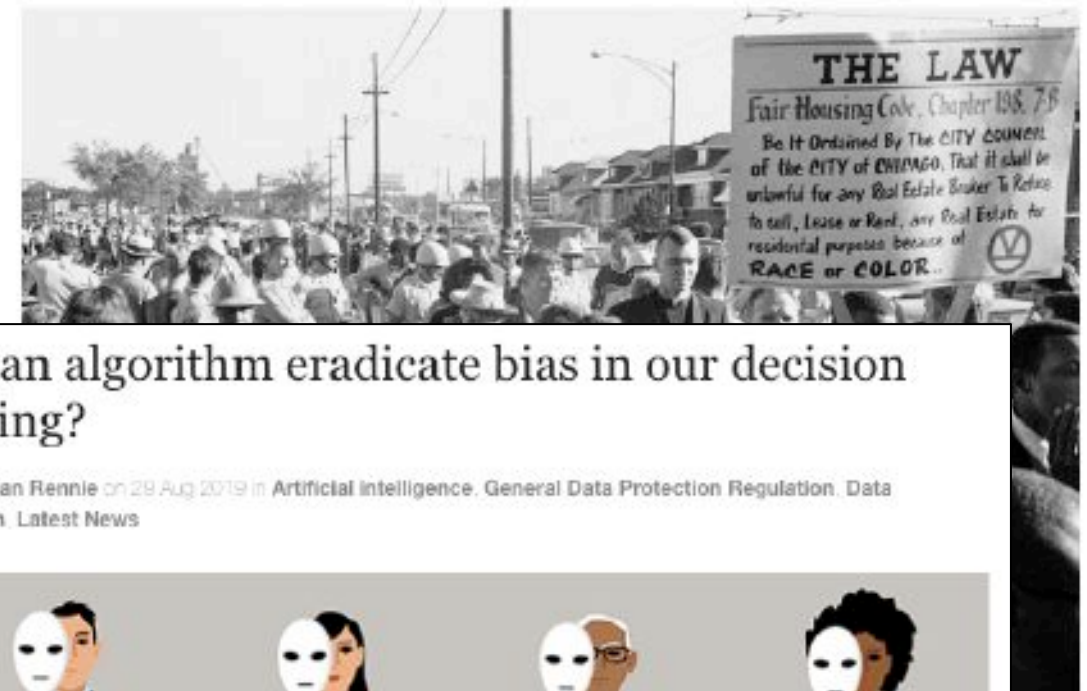 THE LAW
Fair Housing Code, Chapter 198. 7-B
Be It Ordained By The CITY COUNCIL
of the CITY of CHICAGO, That it shall be
unlawful for any Real Estate Broker To Refuse
to sell, Lease or Rent, any Real Estate for
residential purposes because of
RACE or COLOR..
an algorithm eradicate bias in our decision
ing?
an Rennie on 29 Aug 2019 in Artificial intelligence, General Data Protection Regulation, Data
n, Latest News